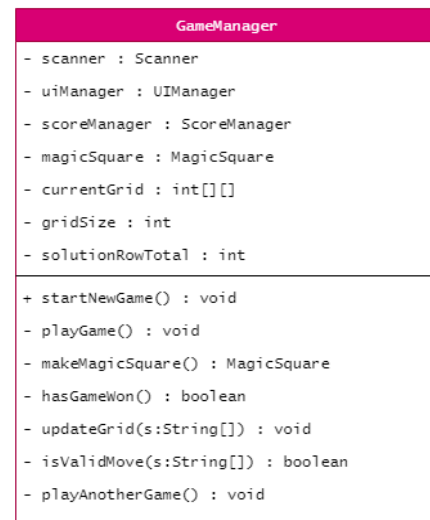 GameManager
- scanner : Scanner
- uiManager : UIManager
- scoreManager : ScoreManager
- magicSquare : MagicSquare
- currentGrid : int[][]
- gridSize : int
- solutionRowTotal : int
+ startNewGame() : void
- playGame() : void
- makeMagicSquare() : MagicSquare
- hasGameWon() : boolean
- updateGrid(s:String[]) : void
- isValidMove(s:String[]) : boolean
- playAnotherGame() : void